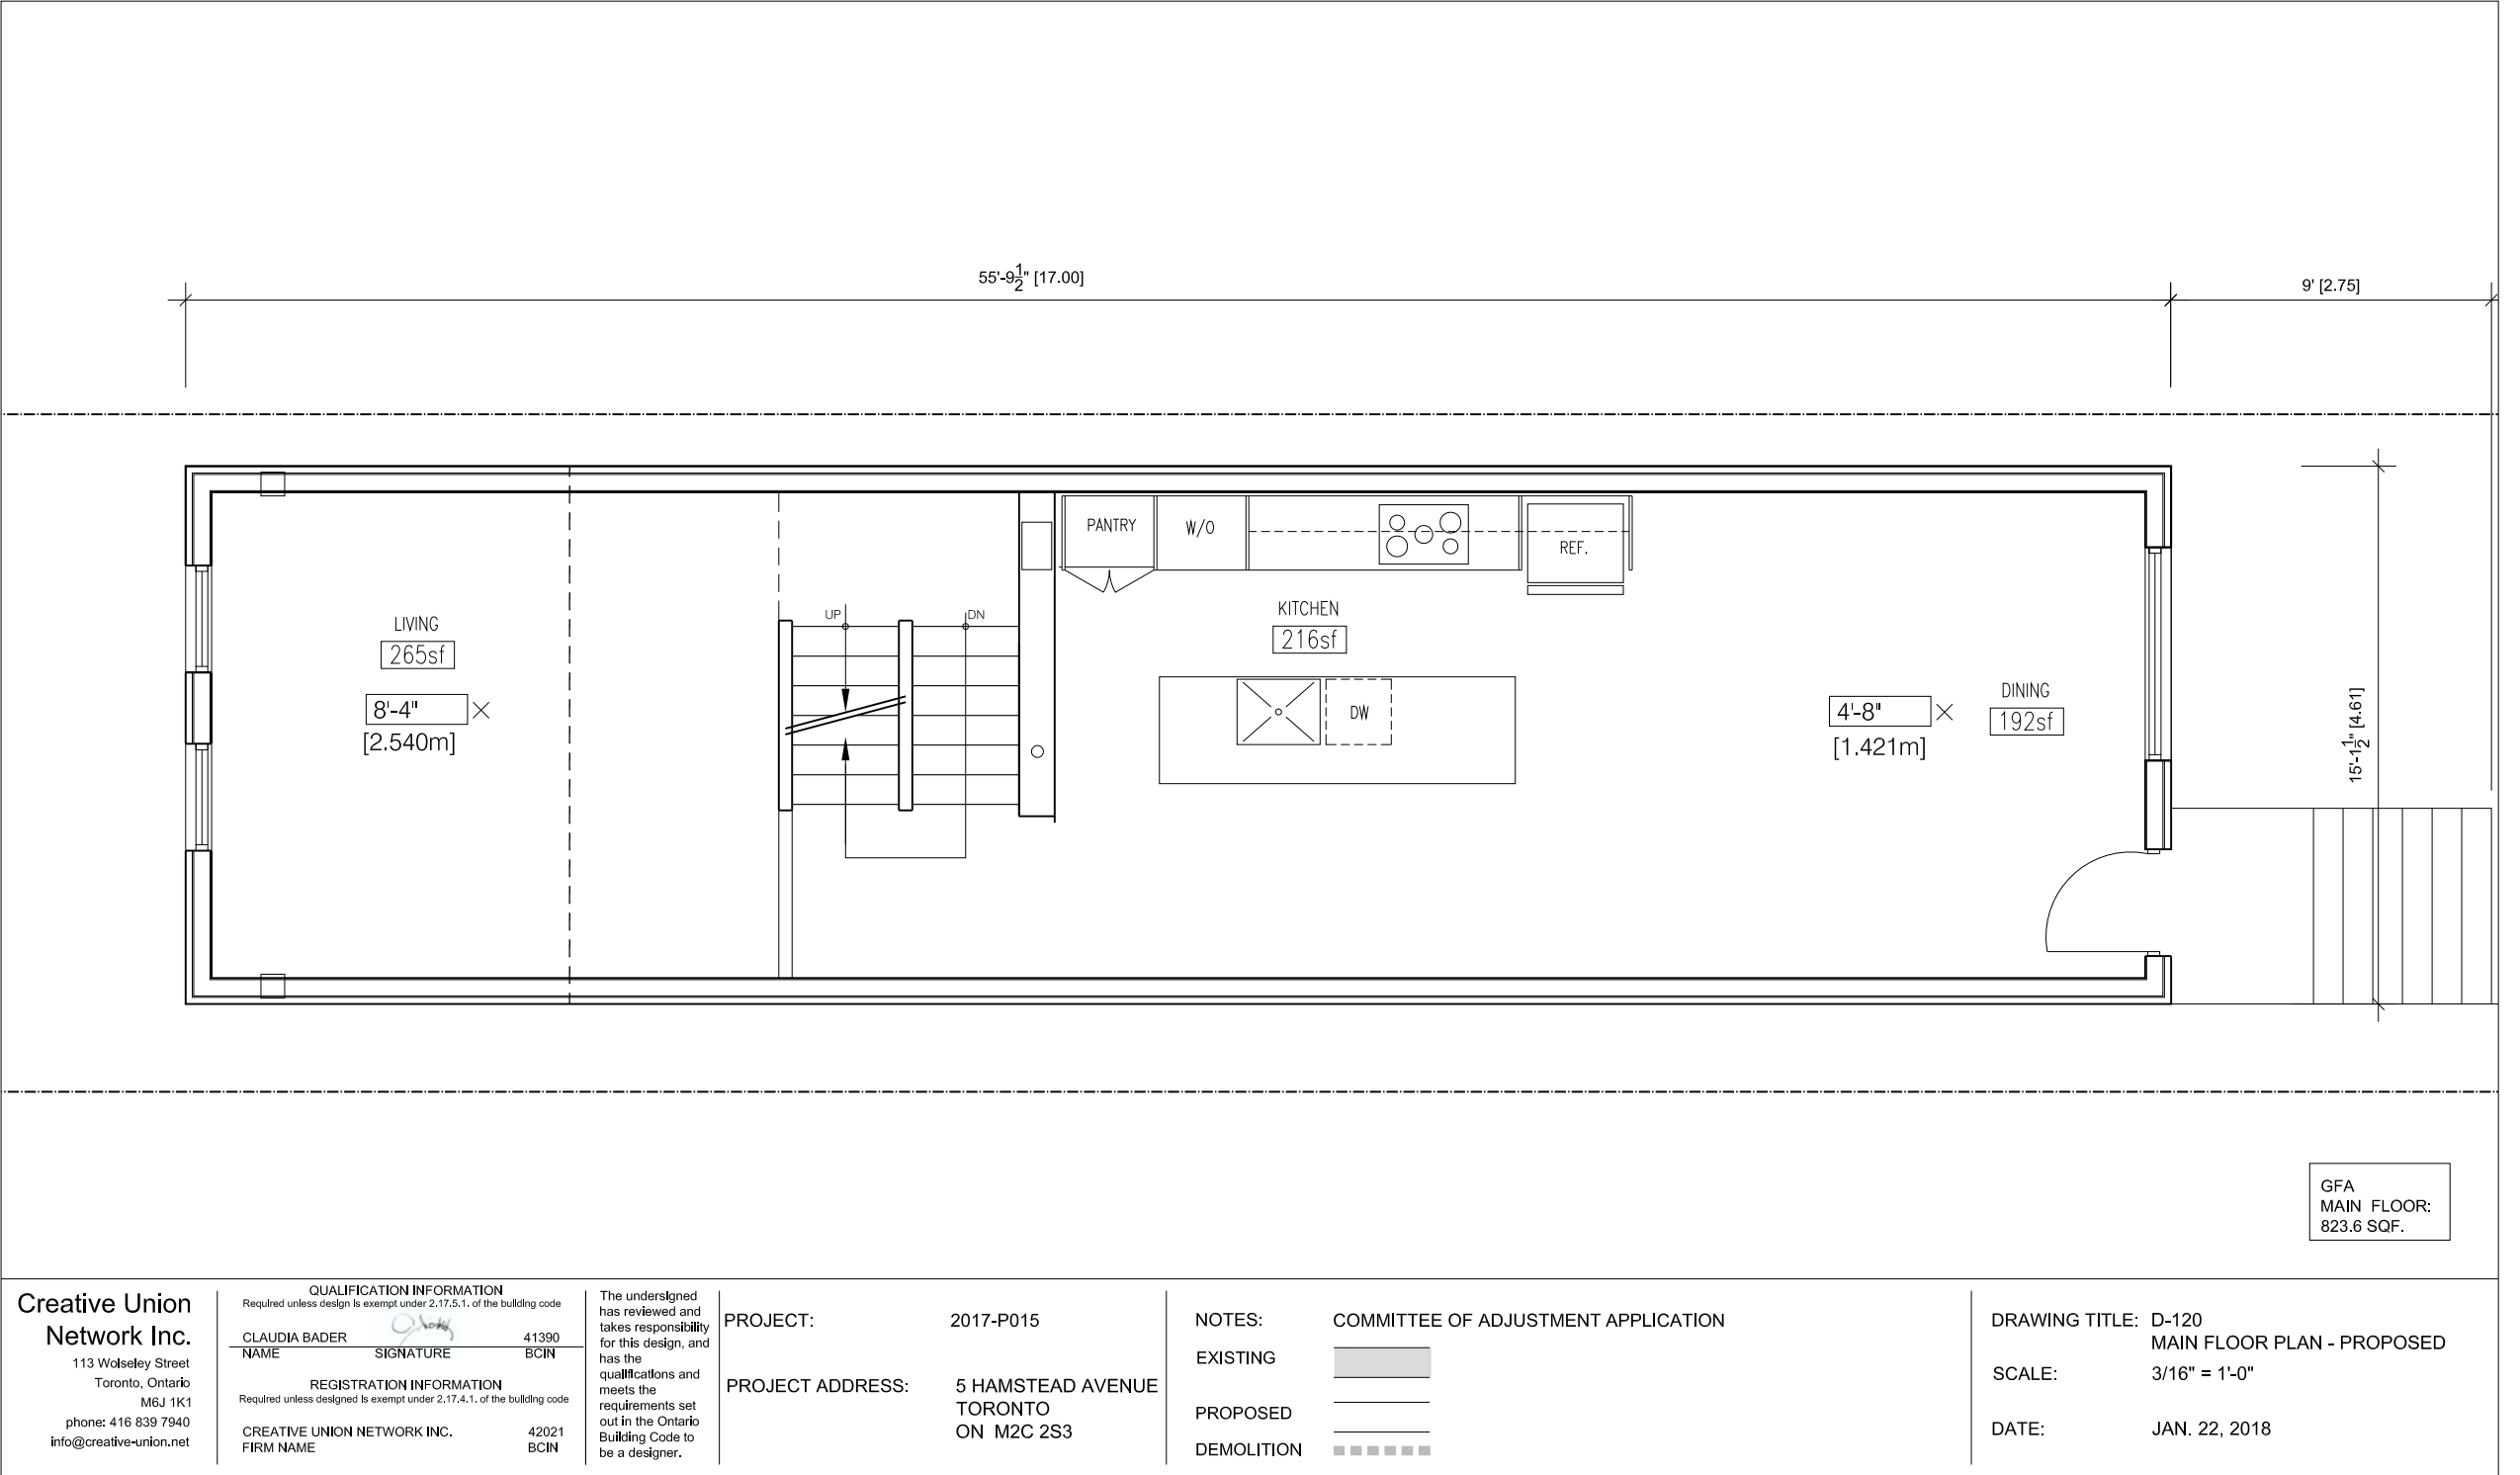 55'-9 1/2" [17.00]
9' [2.75]
PANTRY
W/O
REF.
UP
DN
LIVING
265sf
8'-4"
[2.540m]
KITCHEN
216sf
DW
4'-8"
[1.421m]
DINING
192sf
15'-1 1/2" [4.61]
GFA
MAIN FLOOR:
823.6 SQF.
Creative Union
Network Inc.
113 Wolseley Street
Toronto, Ontario
M6J 1K1
phone: 416 839 7940
info@creative-union.net
QUALIFICATION INFORMATION
Required unless design is exempt under 2.17.5.1. of the building code
CLAUDIA BADER 41390
NAME SIGNATURE BCIN
REGISTRATION INFORMATION
Required unless designed is exempt under 2.17.4.1. of the building code
CREATIVE UNION NETWORK INC. 42021
FIRM NAME BCIN
The undersigned
has reviewed and
takes responsibility
for this design, and
has the
qualifications and
meets the
requirements set
out in the Ontario
Building Code to
be a designer.
PROJECT: 2017-P015
PROJECT ADDRESS: 5 HAMSTEAD AVENUE
TORONTO
ON M2C 2S3
NOTES: COMMITTEE OF ADJUSTMENT APPLICATION
EXISTING
PROPOSED
DEMOLITION
DRAWING TITLE: D-120
MAIN FLOOR PLAN - PROPOSED
SCALE: 3/16" = 1'-0"
DATE: JAN. 22, 2018